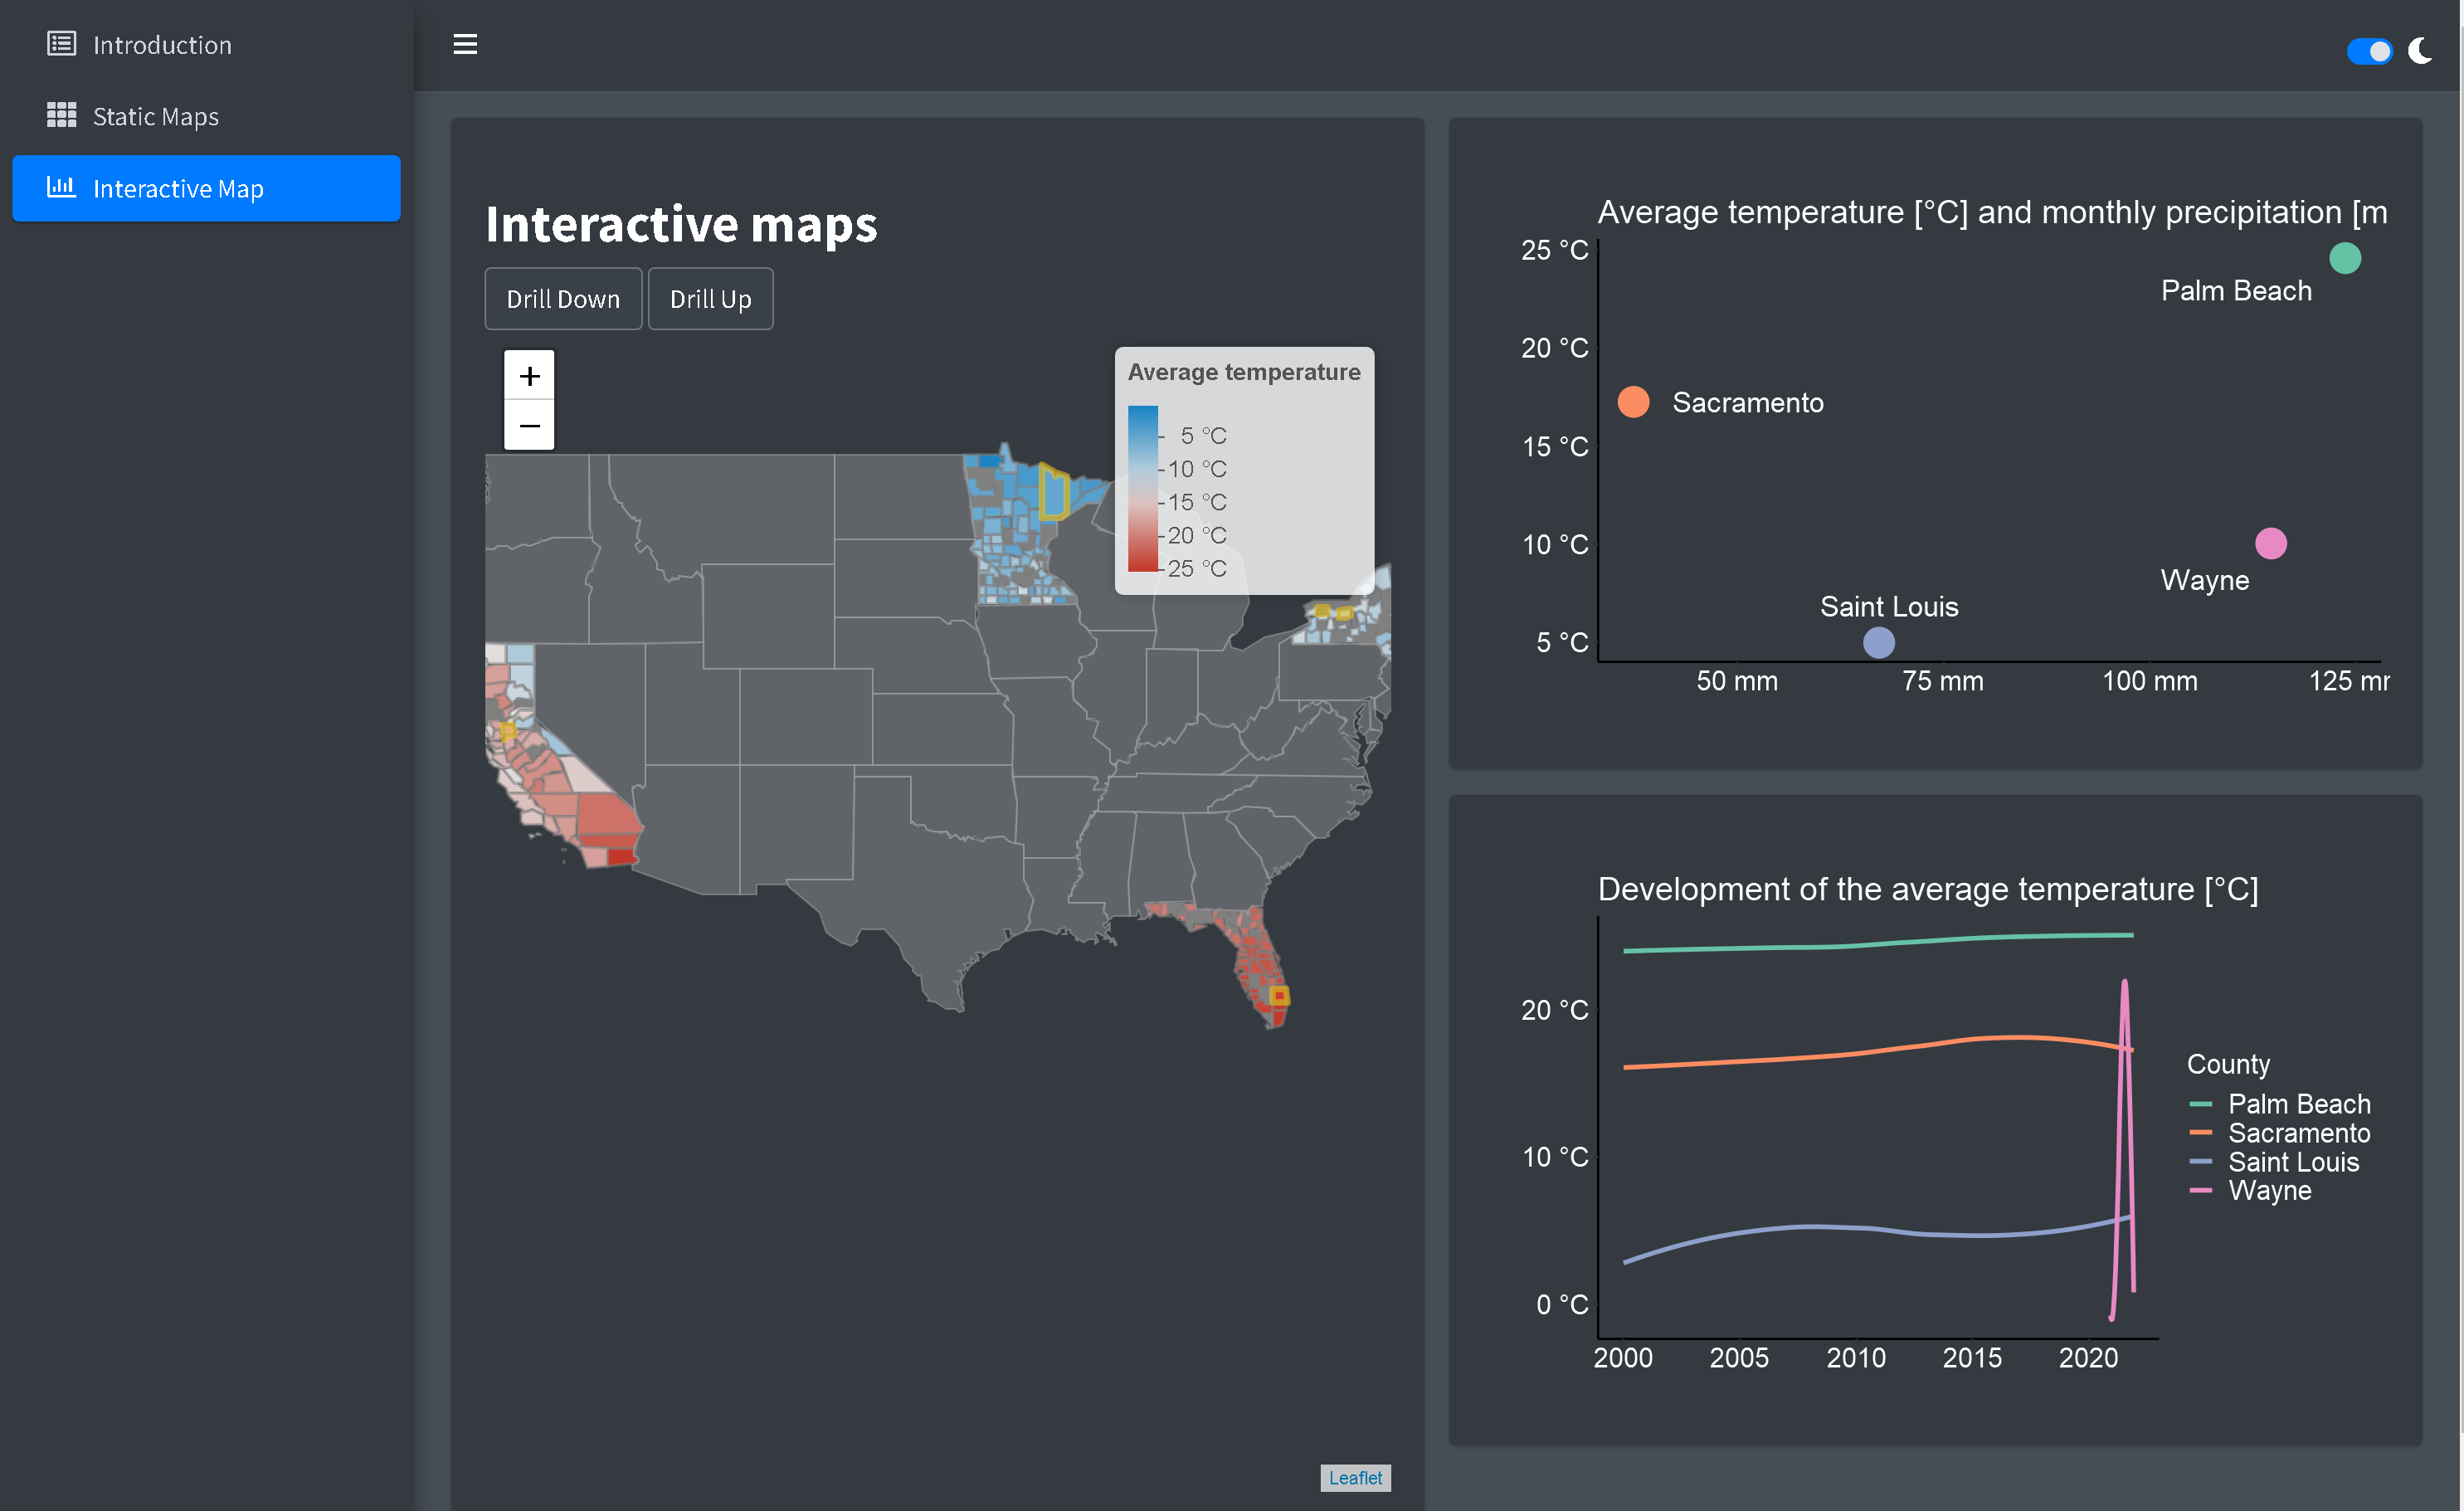 Introduction
Static Maps
Interactive Map
Interactive maps
Drill Down
Drill Up
+
−
Average temperature
5 °C
10 °C
15 °C
20 °C
25 °C
Leaflet
Average temperature [°C] and monthly precipitation [m
25 °C
20 °C
15 °C
10 °C
5 °C
Palm Beach
Sacramento
Wayne
Saint Louis
50 mm
75 mm
100 mm
125 mr
Development of the average temperature [°C]
20 °C
10 °C
0 °C
2000
2005
2010
2015
2020
County
Palm Beach
Sacramento
Saint Louis
Wayne